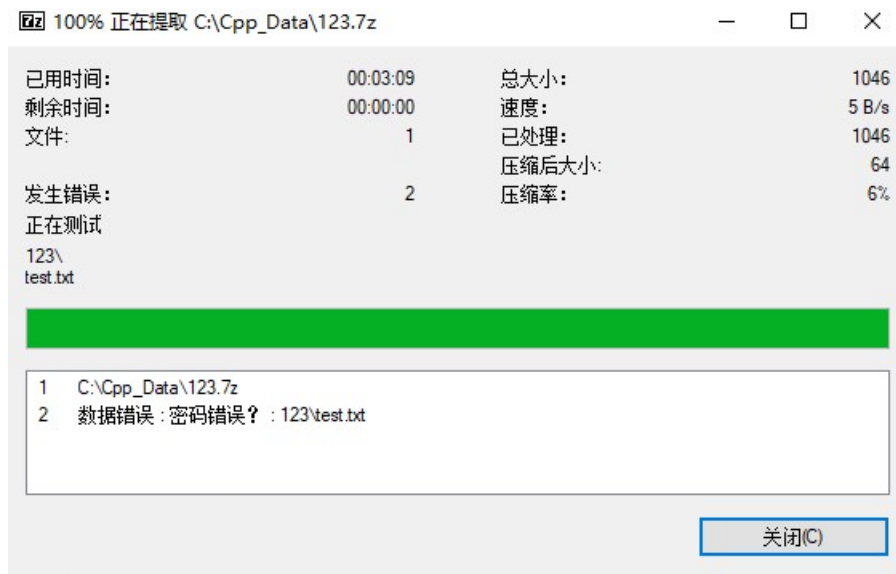 7z 100% 正在提取 C:\Cpp_Data\123.7z
已用时间： 00:03:09 总大小： 1046
剩余时间： 00:00:00 速度： 5 B/s
文件: 1 已处理： 1046
压缩后大小: 64
发生错误： 2 压缩率： 6%
正在测试
123\
test.txt
1 C:\Cpp_Data\123.7z
2 数据错误 : 密码错误？ : 123\test.txt
关闭(C)